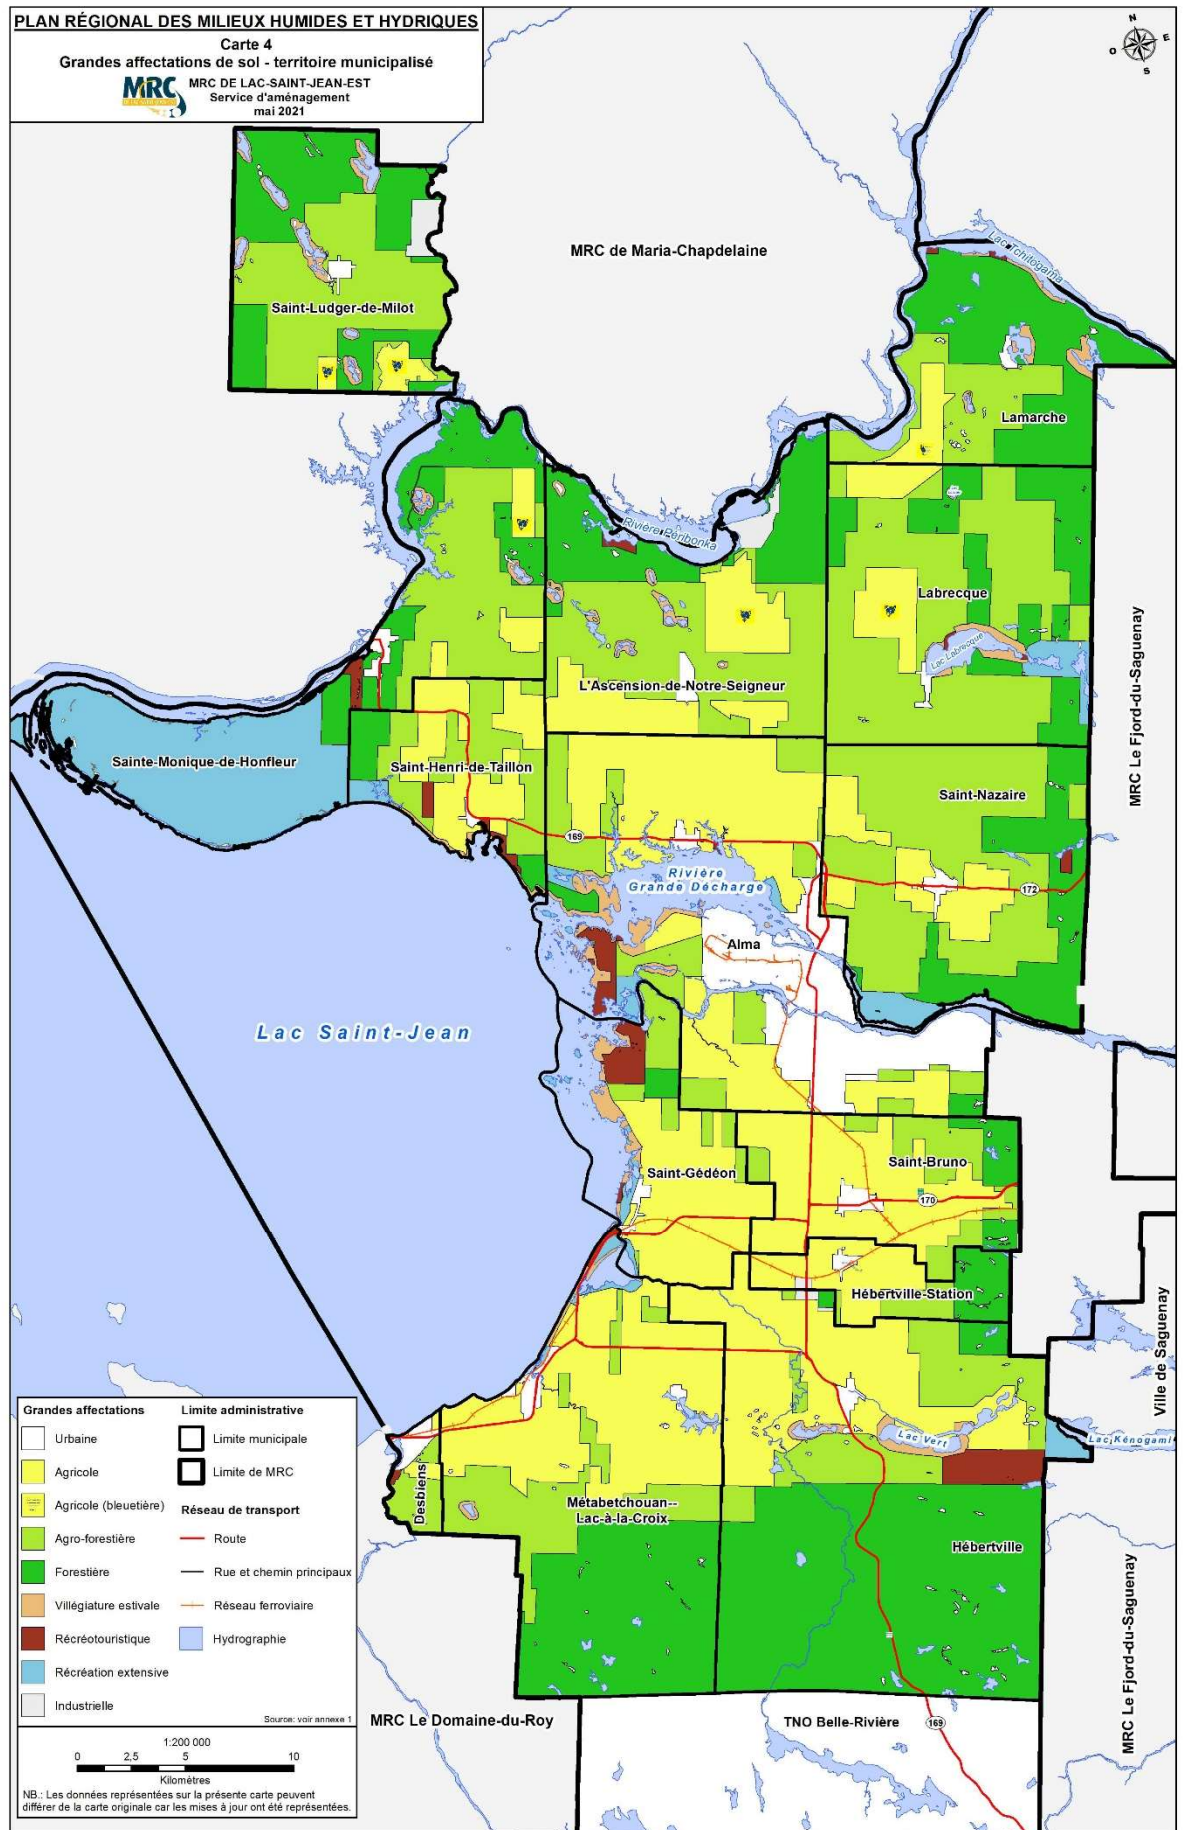 PLAN RÉGIONAL DES MILIEUX HUMIDES ET HYDRIQUES
Carte 4
Grandes affectations de sol - territoire municipalisé
MRC
MRC DE LAC-SAINT-JEAN-EST
Service d'aménagement
mai 2021
N
E
S
O
MRC de Maria-Chapdelaine
Lac Tchitogama
Saint-Ludger-de-Milot
Lamarche
Rivière Péribonka
Labrecque
Lac Labrecque
MRC Le Fjord-du-Saguenay
L'Ascension-de-Notre-Seigneur
Sainte-Monique-de-Honfleur
Saint-Henri-de-Taillon
Saint-Nazaire
169
Rivière
Grande Décharge
172
Alma
Lac Saint-Jean
Saint-Gédéon
Saint-Bruno
170
Hébertville-Station
Ville de Saguenay
Lac Vert
Lac Kénogami
Desbiens
Métabetchouan--
Lac-à-la-Croix
Hébertville
MRC Le Fjord-du-Saguenay
MRC Le Domaine-du-Roy
TNO Belle-Rivière
169
Grandes affectations
Urbaine
Agricole
Agricole (bleuetière)
Agro-forestière
Forestière
Villégiature estivale
Récréotouristique
Récréation extensive
Industrielle
Limite administrative
Limite municipale
Limite de MRC
Réseau de transport
Route
Rue et chemin principaux
Réseau ferroviaire
Hydrographie
Source: voir annexe 1
1:200 000
0 2,5 5 10
Kilomètres
NB.: Les données représentées sur la présente carte peuvent
différer de la carte originale car les mises à jour ont été représentées.